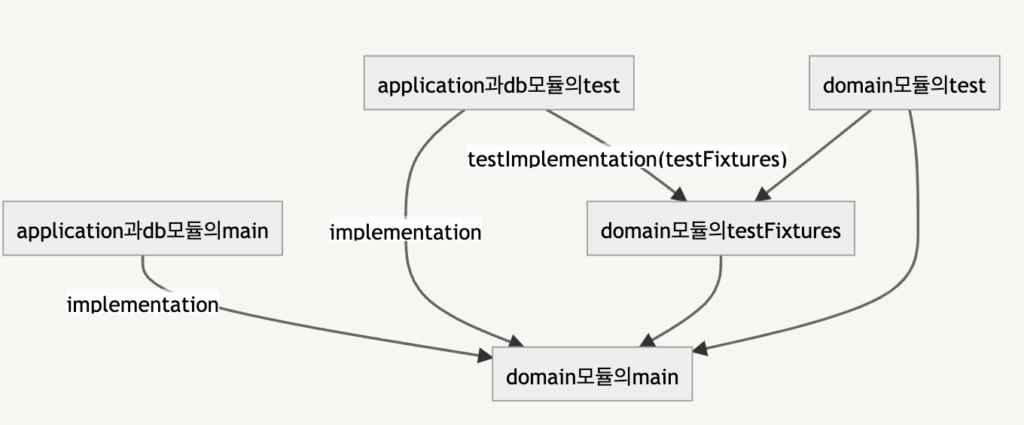 application과db모듈의test
domain모듈의test
testImplementation(testFixtures)
application과db모듈의main
implementation
domain모듈의testFixtures
implementation
domain모듈의main